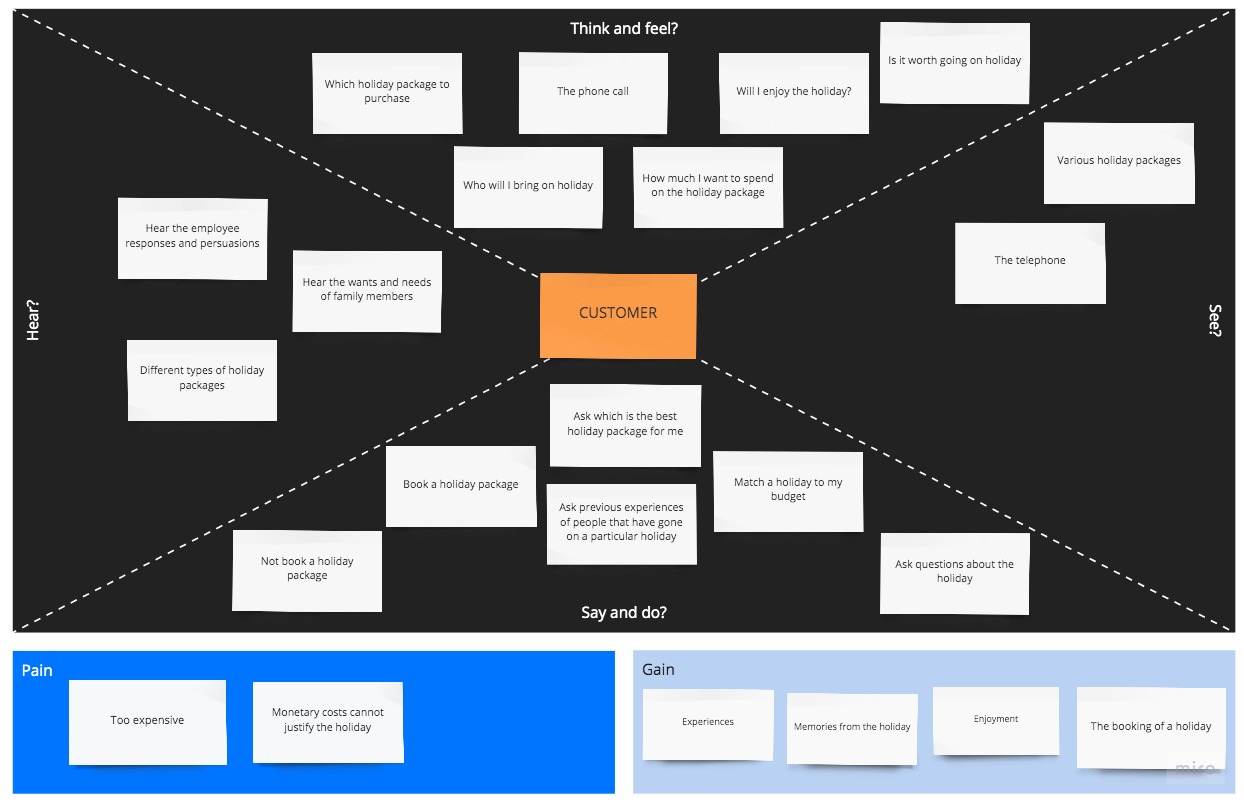 Think and feel?
Which holiday package to
purchase
The phone call
Will I enjoy the holiday?
Is it worth going on holiday
Who will I bring on holiday
How much I want to spend
on the holiday package
Various holiday packages
The telephone
See?
Hear?
Hear the employee
responses and persuasions
Hear the wants and needs
of family members
Different types of holiday
packages
CUSTOMER
Ask which is the best
holiday package for me
Book a holiday package
Match a holiday to my
budget
Ask previous experiences
of people that have gone
on a particular holiday
Not book a holiday
package
Ask questions about the
holiday
Say and do?
Pain
Too expensive
Monetary costs cannot
justify the holiday
Gain
Experiences
Memories from the holiday
Enjoyment
The booking of a holiday
miro